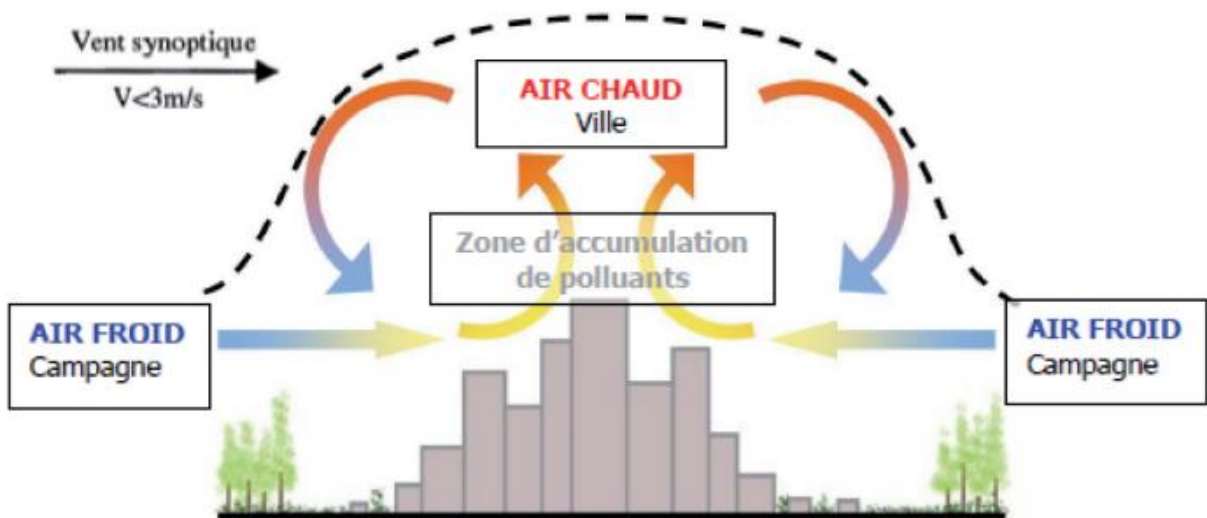 Vent synoptique
V<3m/s
AIR CHAUD
Ville
Zone d'accumulation
de polluants
AIR FROID
Campagne
AIR FROID
Campagne